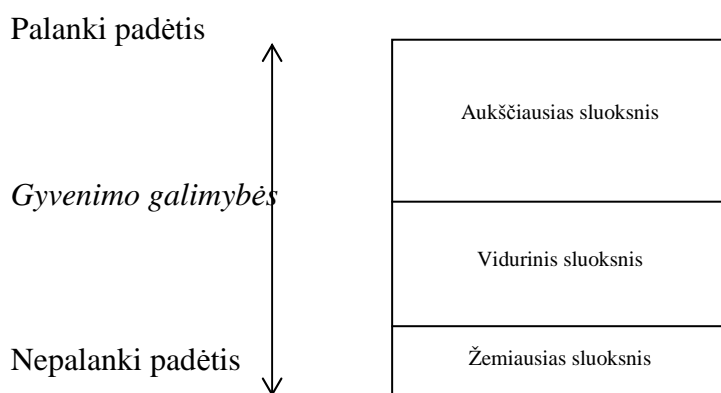 Palanki padėtis
Aukščiausias sluoksnis
Gyvenimo galimybės
Vidurinis sluoksnis
Nepalanki padėtis
Žemiausias sluoksnis